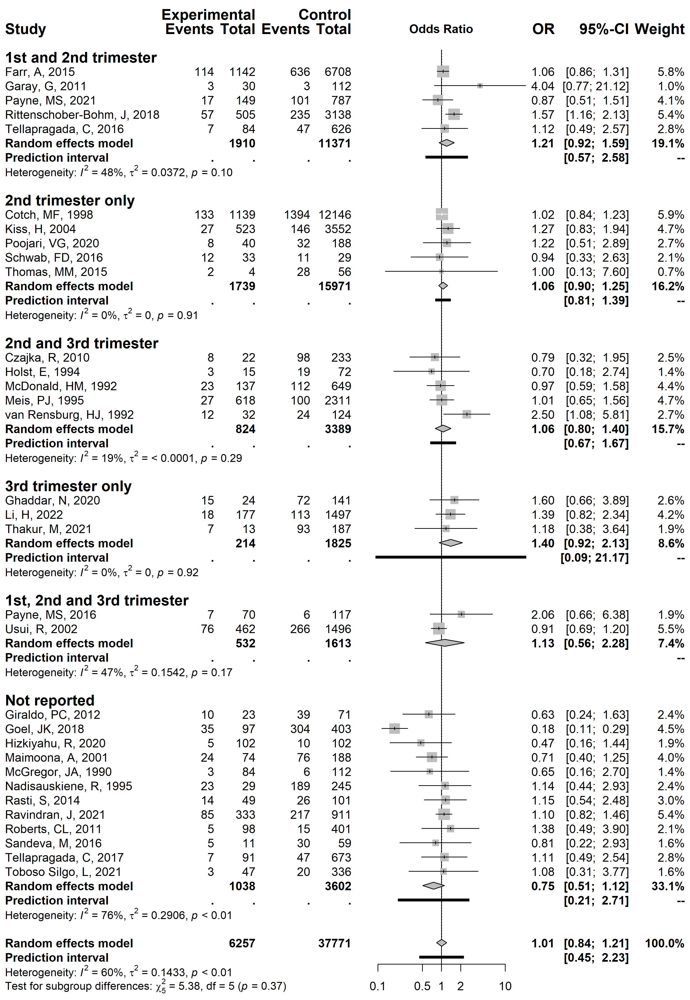 Experimental Control
Study Events Total Events Total Odds Ratio OR 95%-CI Weight
1st and 2nd trimester
Farr, A, 2015 114 1142 636 6708 1.06 [0.86; 1.31] 5.8%
Garay, G, 2011 3 30 3 112 4.04 [0.77; 21.12] 1.0%
Payne, MS, 2021 17 149 101 787 0.87 [0.51; 1.51] 4.1%
Rittenschober-Bohm, J, 2018 57 505 235 3138 1.57 [1.16; 2.13] 5.4%
Tellapragada, C, 2016 7 84 47 626 1.12 [0.49; 2.57] 2.8%
Random effects model 1910 11371 1.21 [0.92; 1.59] 19.1%
Prediction interval . . . . [0.57; 2.58] --
Heterogeneity: I² = 48%, τ² = 0.0372, p = 0.10
2nd trimester only
Cotch, MF, 1998 133 1139 1394 12146 1.02 [0.84; 1.23] 5.9%
Kiss, H, 2004 27 523 146 3552 1.27 [0.83; 1.94] 4.7%
Poojari, VG, 2020 8 40 32 188 1.22 [0.51; 2.89] 2.7%
Schwab, FD, 2016 12 33 11 29 0.94 [0.33; 2.63] 2.1%
Thomas, MM, 2015 2 4 28 56 1.00 [0.13; 7.60] 0.7%
Random effects model 1739 15971 1.06 [0.90; 1.25] 16.2%
Prediction interval . . . . [0.81; 1.39] --
Heterogeneity: I² = 0%, τ² = 0, p = 0.91
2nd and 3rd trimester
Czajka, R, 2010 8 22 98 233 0.79 [0.32; 1.95] 2.5%
Holst, E, 1994 3 15 19 72 0.70 [0.18; 2.74] 1.4%
McDonald, HM, 1992 23 137 112 649 0.97 [0.59; 1.58] 4.4%
Meis, PJ, 1995 27 618 100 2311 1.01 [0.65; 1.56] 4.7%
van Rensburg, HJ, 1992 12 32 24 124 2.50 [1.08; 5.81] 2.7%
Random effects model 824 3389 1.06 [0.80; 1.40] 15.7%
Prediction interval . . . . [0.67; 1.67] --
Heterogeneity: I² = 19%, τ² = < 0.0001, p = 0.29
3rd trimester only
Ghaddar, N, 2020 15 24 72 141 1.60 [0.66; 3.89] 2.6%
Li, H, 2022 18 177 113 1497 1.39 [0.82; 2.34] 4.2%
Thakur, M, 2021 7 13 93 187 1.18 [0.38; 3.64] 1.9%
Random effects model 214 1825 1.40 [0.92; 2.13] 8.6%
Prediction interval . . . . [0.09; 21.17] --
Heterogeneity: I² = 0%, τ² = 0, p = 0.92
1st, 2nd and 3rd trimester
Payne, MS, 2016 7 70 6 117 2.06 [0.66; 6.38] 1.9%
Usui, R, 2002 76 462 266 1496 0.91 [0.69; 1.20] 5.5%
Random effects model 532 1613 1.13 [0.56; 2.28] 7.4%
Prediction interval . . . . --
Heterogeneity: I² = 47%, τ² = 0.1542, p = 0.17
Not reported
Giraldo, PC, 2012 10 23 39 71 0.63 [0.24; 1.63] 2.4%
Goel, JK, 2018 35 97 304 403 0.18 [0.11; 0.29] 4.5%
Hizkiyahu, R, 2020 5 102 10 102 0.47 [0.16; 1.44] 1.9%
Maimoona, A, 2001 24 74 76 188 0.71 [0.40; 1.25] 4.0%
McGregor, JA, 1990 3 84 6 112 0.65 [0.16; 2.70] 1.4%
Nadisauskiene, R, 1995 23 29 189 245 1.14 [0.44; 2.93] 2.4%
Rasti, S, 2014 14 49 26 101 1.15 [0.54; 2.48] 3.0%
Ravindran, J, 2021 85 333 217 911 1.10 [0.82; 1.46] 5.4%
Roberts, CL, 2011 5 98 15 401 1.38 [0.49; 3.90] 2.1%
Sandeva, M, 2016 5 11 30 59 0.81 [0.22; 2.93] 1.6%
Tellapragada, C, 2017 7 91 47 673 1.11 [0.49; 2.54] 2.8%
Toboso Silgo, L, 2021 3 47 20 336 1.08 [0.31; 3.77] 1.6%
Random effects model 1038 3602 0.75 [0.51; 1.12] 33.1%
Prediction interval . . . . [0.21; 2.71] --
Heterogeneity: I² = 76%, τ² = 0.2906, p < 0.01
Random effects model 6257 37771 1.01 [0.84; 1.21] 100.0%
Prediction interval [0.45; 2.23]
Heterogeneity: I² = 60%, τ² = 0.1433, p < 0.01
Test for subgroup differences: χ²₅ = 5.38, df = 5 (p = 0.37)
0.1 0.5 1 2 10